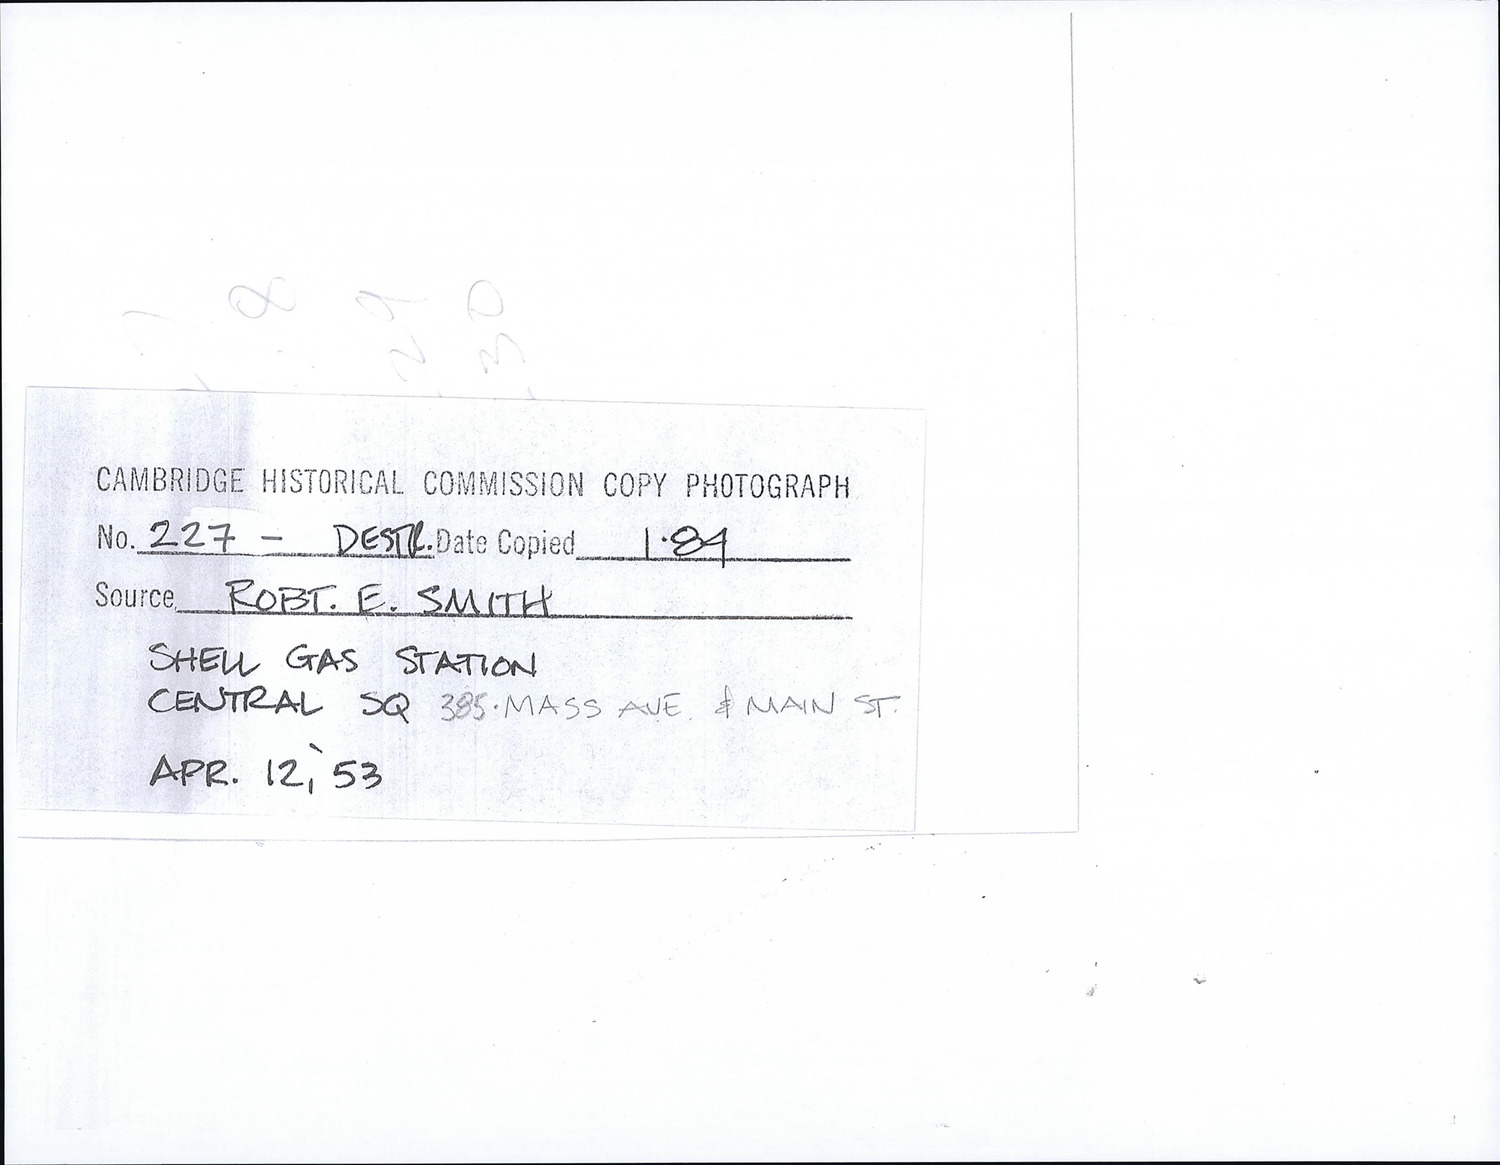 CAMBRIDGE HISTORICAL COMMISSION COPY PHOTOGRAPH
No. 227 - DESTR. Date Copied 1·84
Source ROBT. E. SMITH
SHELL GAS STATION
CENTRAL SQ 385·MASS AVE. & MAIN ST.
APR. 12, '53